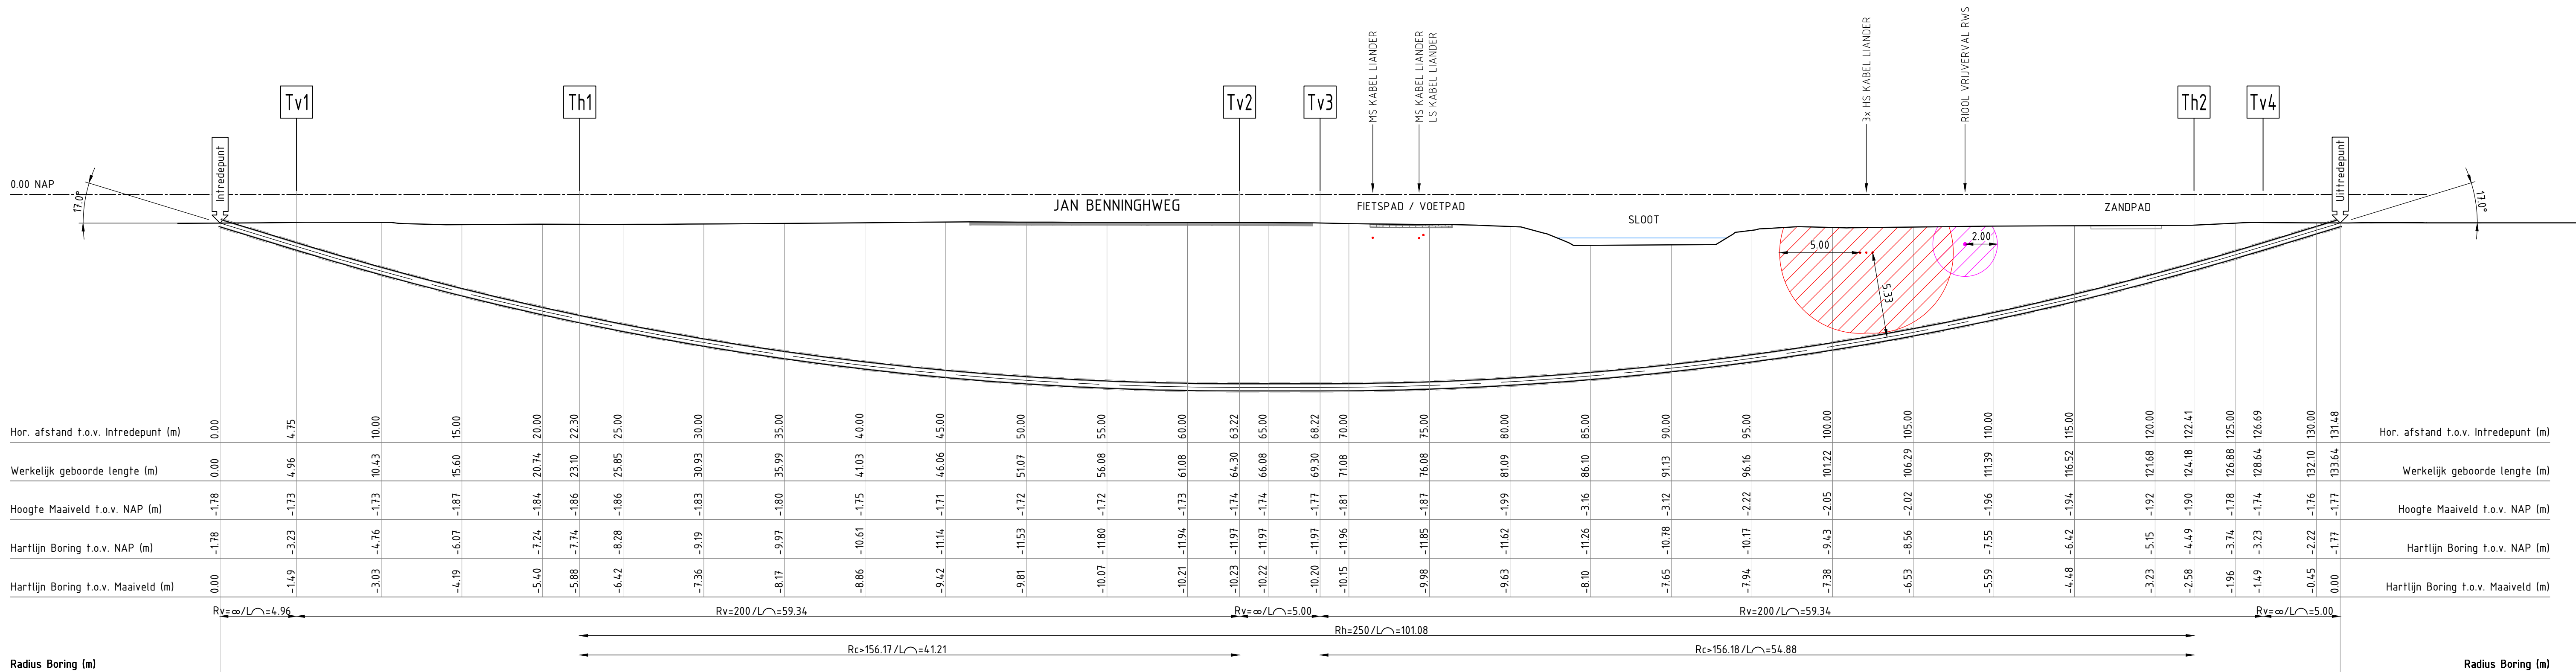 MS KABEL LIANDER
MS KABEL LIANDER
LS KABEL LIANDER
3x HS KABEL LIANDER
RIOOL VRIJVERVAL RWS
Tv1
Th1
Tv2
Tv3
Th2
Tv4
Intredepunt
Uittredepunt
0.00 NAP
17.0°
17.0°
JAN BENNINGHWEG
FIETSPAD / VOETPAD
SLOOT
ZANDPAD
5.00
2.00
5.33
Hor. afstand t.o.v. Intredepunt (m) 0.00 4.75 10.00 15.00 20.00 22.30 25.00 30.00 35.00 40.00 45.00 50.00 55.00 60.00 63.22 65.00 68.22 70.00 75.00 80.00 85.00 90.00 95.00 100.00 105.00 110.00 115.00 120.00 122.41 125.00 126.69 130.00 131.48 Hor. afstand t.o.v. Intredepunt (m)
Werkelijk geboorde lengte (m) 0.00 4.96 10.43 15.60 20.74 23.10 25.85 30.93 35.99 41.03 46.06 51.07 56.08 61.08 64.30 66.08 69.30 71.08 76.08 81.09 86.10 91.13 96.16 101.22 106.29 111.39 116.52 121.68 124.18 126.88 128.64 132.10 133.64 Werkelijk geboorde lengte (m)
Hoogte Maaiveld t.o.v. NAP (m) -1.78 -1.73 -1.73 -1.87 -1.84 -1.86 -1.86 -1.83 -1.80 -1.75 -1.71 -1.72 -1.72 -1.73 -1.74 -1.74 -1.77 -1.81 -1.87 -1.99 -3.16 -3.12 -2.22 -2.05 -2.02 -1.96 -1.94 -1.92 -1.90 -1.78 -1.74 -1.76 -1.77 Hoogte Maaiveld t.o.v. NAP (m)
Hartlijn Boring t.o.v. NAP (m) -1.78 -3.23 -4.76 -6.07 -7.24 -7.74 -8.28 -9.19 -9.97 -10.61 -11.14 -11.53 -11.80 -11.94 -11.97 -11.97 -11.97 -11.96 -11.85 -11.62 -11.26 -10.78 -10.17 -9.43 -8.56 -7.55 -6.42 -5.15 -4.49 -3.74 -3.23 -2.22 -1.77 Hartlijn Boring t.o.v. NAP (m)
Hartlijn Boring t.o.v. Maaiveld (m) 0.00 -1.49 -3.03 -4.19 -5.40 -5.88 -6.42 -7.36 -8.17 -8.86 -9.42 -9.81 -10.07 -10.21 -10.23 -10.22 -10.20 -10.15 -9.98 -9.63 -8.10 -7.65 -7.94 -7.38 -6.53 -5.59 -4.48 -3.23 -2.58 -1.96 -1.49 -0.45 0.00 Hartlijn Boring t.o.v. Maaiveld (m)
Rv=∞/L⌒=4.96 Rv=200/L⌒=59.34 Rv=∞/L⌒=5.00 Rv=200/L⌒=59.34 Rv=∞/L⌒=5.00
Rh=250/L⌒=101.08
Rc>156.17/L⌒=41.21 Rc>156.18/L⌒=54.88
Radius Boring (m) Radius Boring (m)